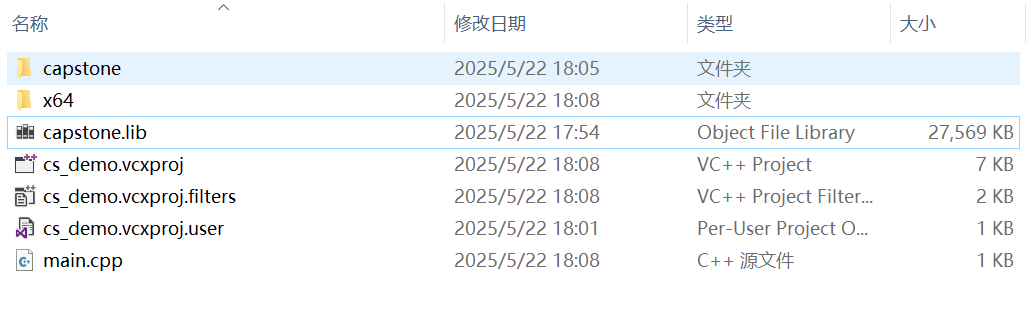 名称 修改日期 类型 大小
capstone 2025/5/22 18:05 文件夹
x64 2025/5/22 18:08 文件夹
capstone.lib 2025/5/22 17:54 Object File Library 27,569 KB
cs_demo.vcxproj 2025/5/22 18:08 VC++ Project 7 KB
cs_demo.vcxproj.filters 2025/5/22 18:08 VC++ Project Filter... 2 KB
cs_demo.vcxproj.user 2025/5/22 18:01 Per-User Project O... 1 KB
main.cpp 2025/5/22 18:08 C++ 源文件 1 KB